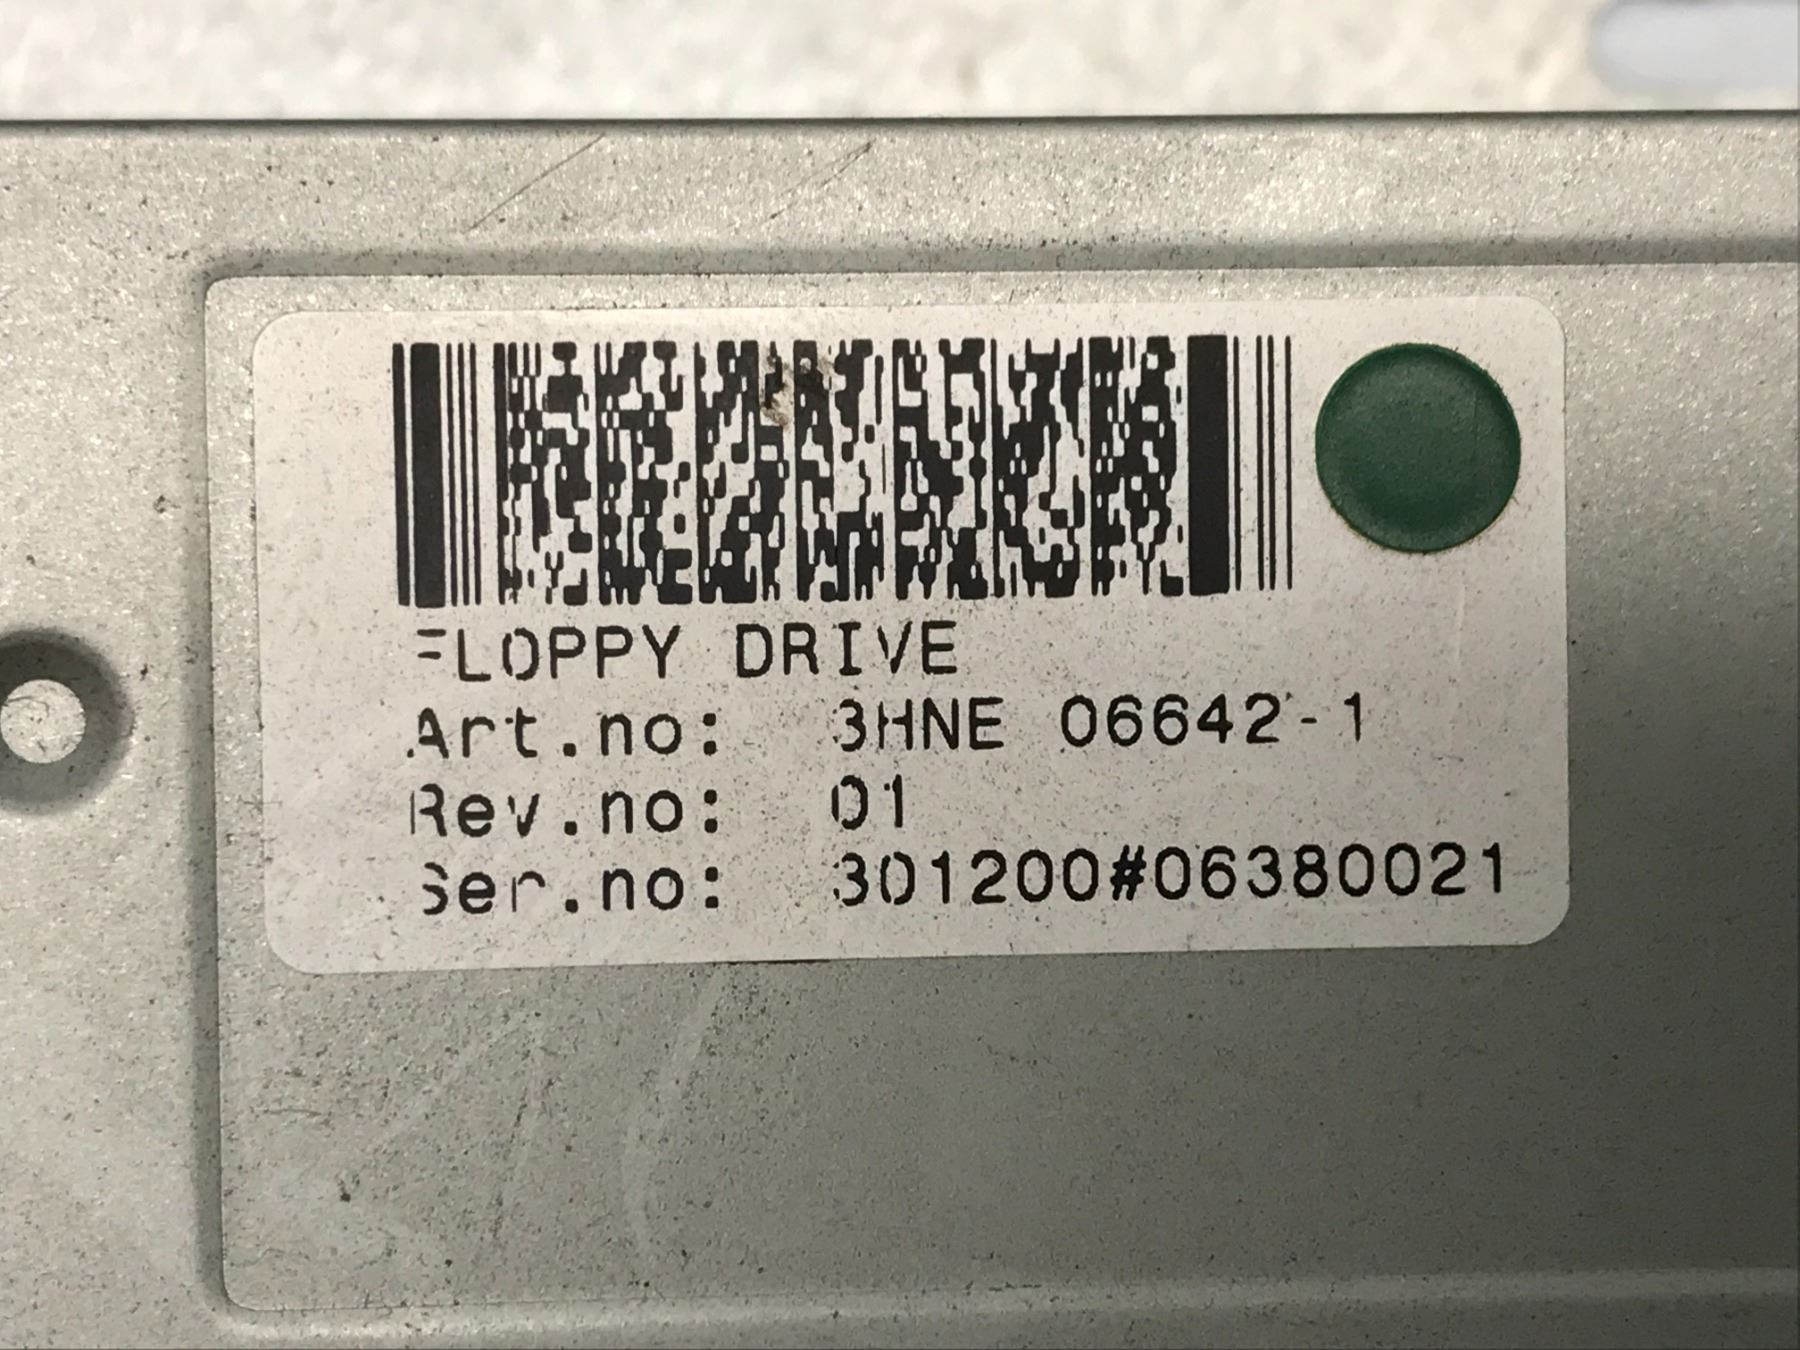 FLOPPY DRIVE
Art.no: 3HNE 06642-1
Rev.no: 01
Ser.no: 301200#06380021